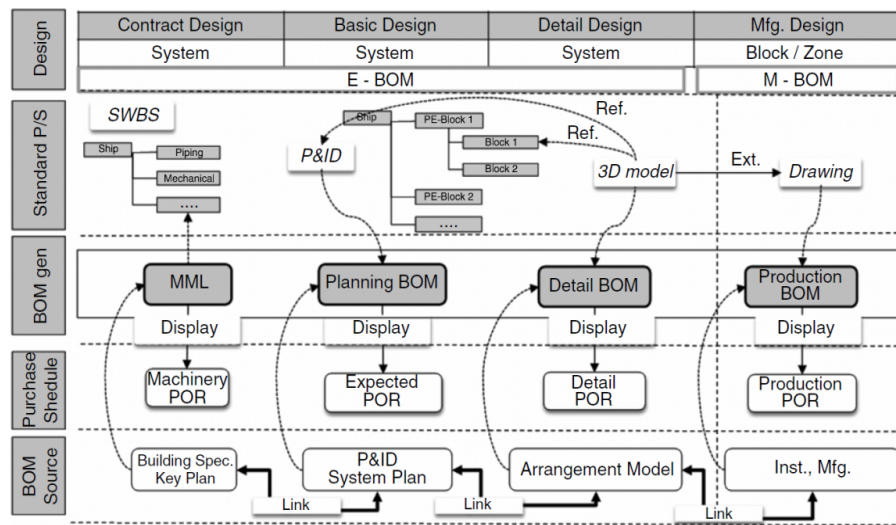 Design
Contract Design
Basic Design
Detail Design
Mfg. Design
System
System
System
Block / Zone
E - BOM
M - BOM
Standard P/S
SWBS
Ship
Piping
Mechanical
....
P&ID
Ship
PE-Block 1
Block 1
Block 2
PE-Block 2
....
Ref.
Ref.
3D model
Ext.
Drawing
BOM gen
MML
Planning BOM
Detail BOM
Production
BOM
Display
Display
Display
Display
Purchase
Shedule
Machinery
POR
Expected
POR
Detail
POR
Production
POR
BOM
Source
Building Spec.
Key Plan
P&ID
System Plan
Arrangement Model
Inst., Mfg.
Link
Link
Link